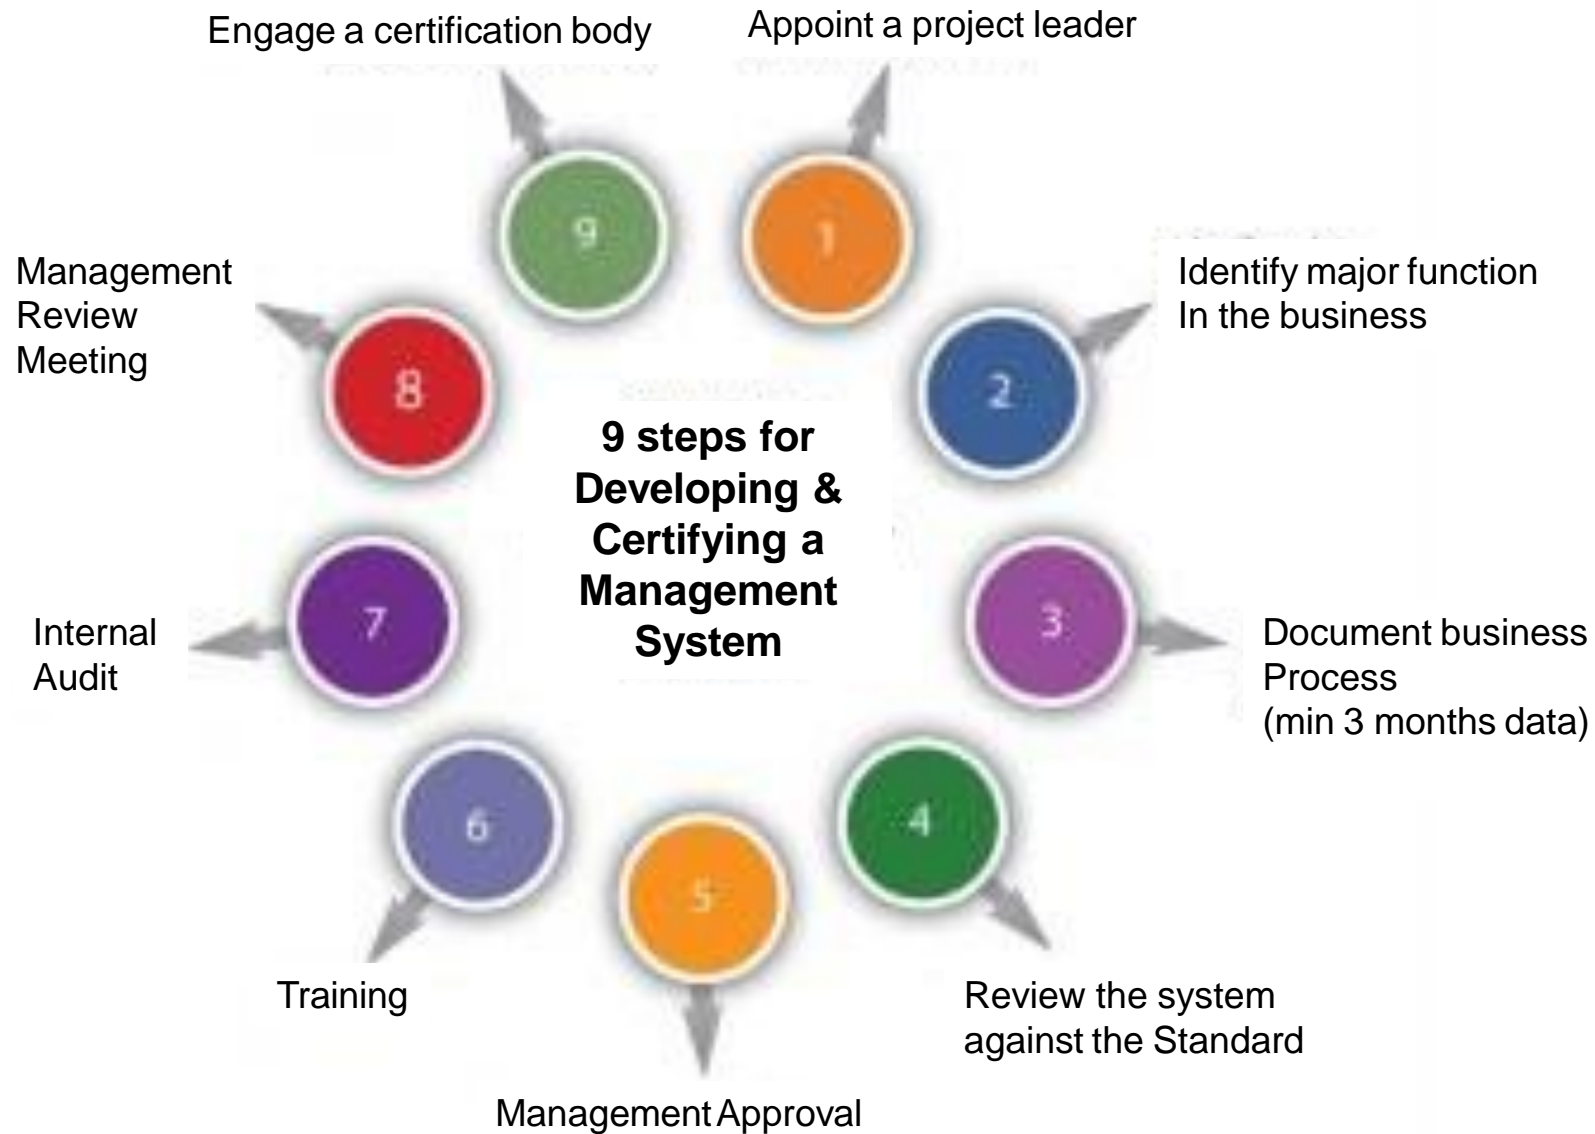 Engage a certification body
Appoint a project leader
9
1
Management
Review
Meeting
Identify major function
In the business
8
2
9 steps for
Developing &
Certifying a
Management
System
7
3
Internal
Audit
Document business
Process
(min 3 months data)
6
4
5
Training
Review the system
against the Standard
Management Approval